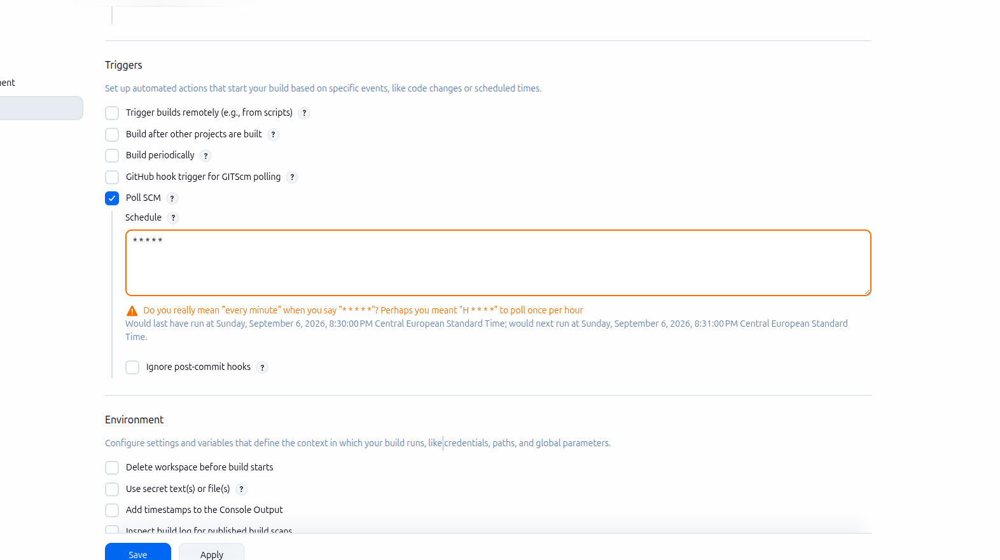 Triggers
ent
Set up automated actions that start your build based on specific events, like code changes or scheduled times.
Trigger builds remotely (e.g., from scripts) ?
Build after other projects are built ?
Build periodically ?
GitHub hook trigger for GITScm polling ?
Poll SCM ?
Schedule ?
* * * * *
Do you really mean "every minute" when you say "* * * * *"? Perhaps you meant "H * * * *" to poll once per hour
Would last have run at Sunday, September 6, 2026, 8:30:00 PM Central European Standard Time; would next run at Sunday, September 6, 2026, 8:31:00 PM Central European Standard
Time.
Ignore post-commit hooks ?
Environment
Configure settings and variables that define the context in which your build runs, like credentials, paths, and global parameters.
Delete workspace before build starts
Use secret text(s) or file(s) ?
Add timestamps to the Console Output
Inspect build log for published build scans
Save Apply